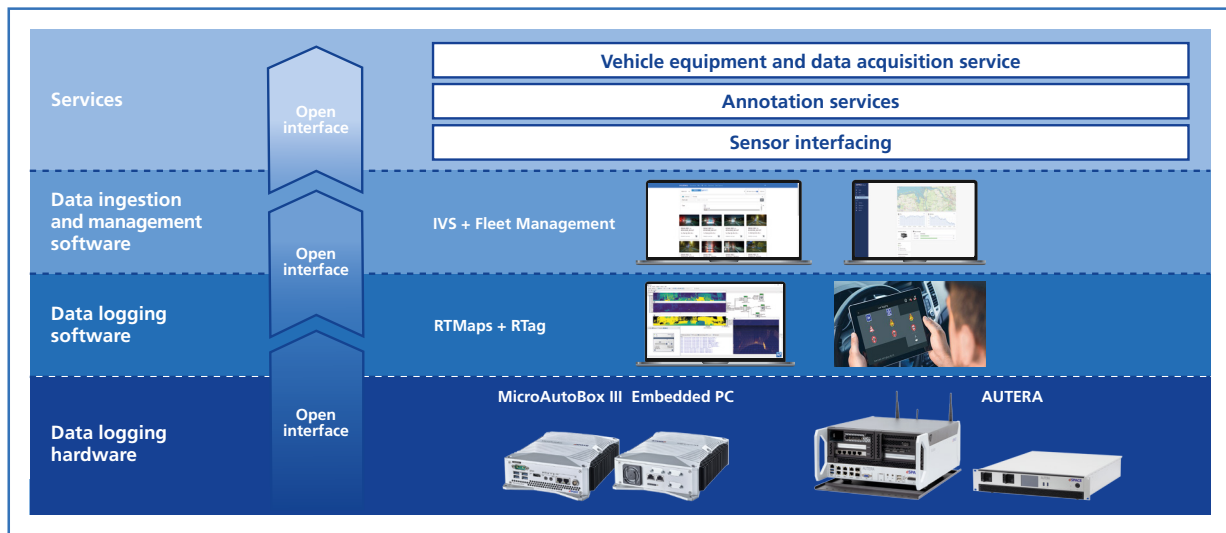 Services
Open
interface
Vehicle equipment and data acquisition service
Annotation services
Sensor interfacing
Data ingestion
and management
software
Open
interface
IVS + Fleet Management
Data logging
software
RTMaps + RTag
Data logging
hardware
Open
interface
MicroAutoBox III Embedded PC
AUTERA